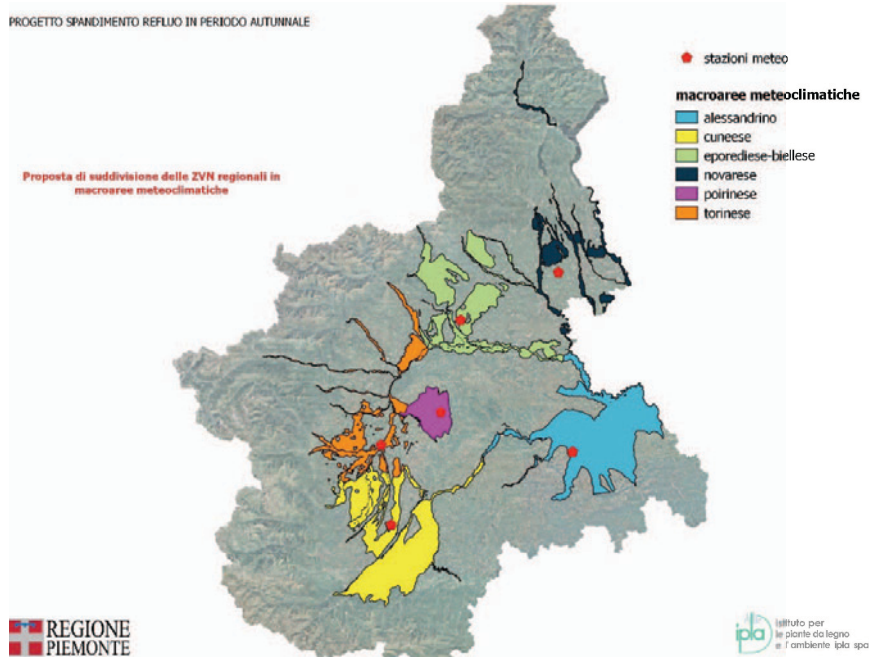 PROGETTO SPANDIMENTO REFLUO IN PERIODO AUTUNNALE
stazioni meteo
macroaree meteoclimatiche
alessandrino
cuneese
eporediese-biellese
novarese
poirinese
torinese
Proposta di suddivisione delle ZVN regionali in
macroaree meteoclimatiche
REGIONE
PIEMONTE
ipla
istituto per
le piante da legno
e l'ambiente ipla spa